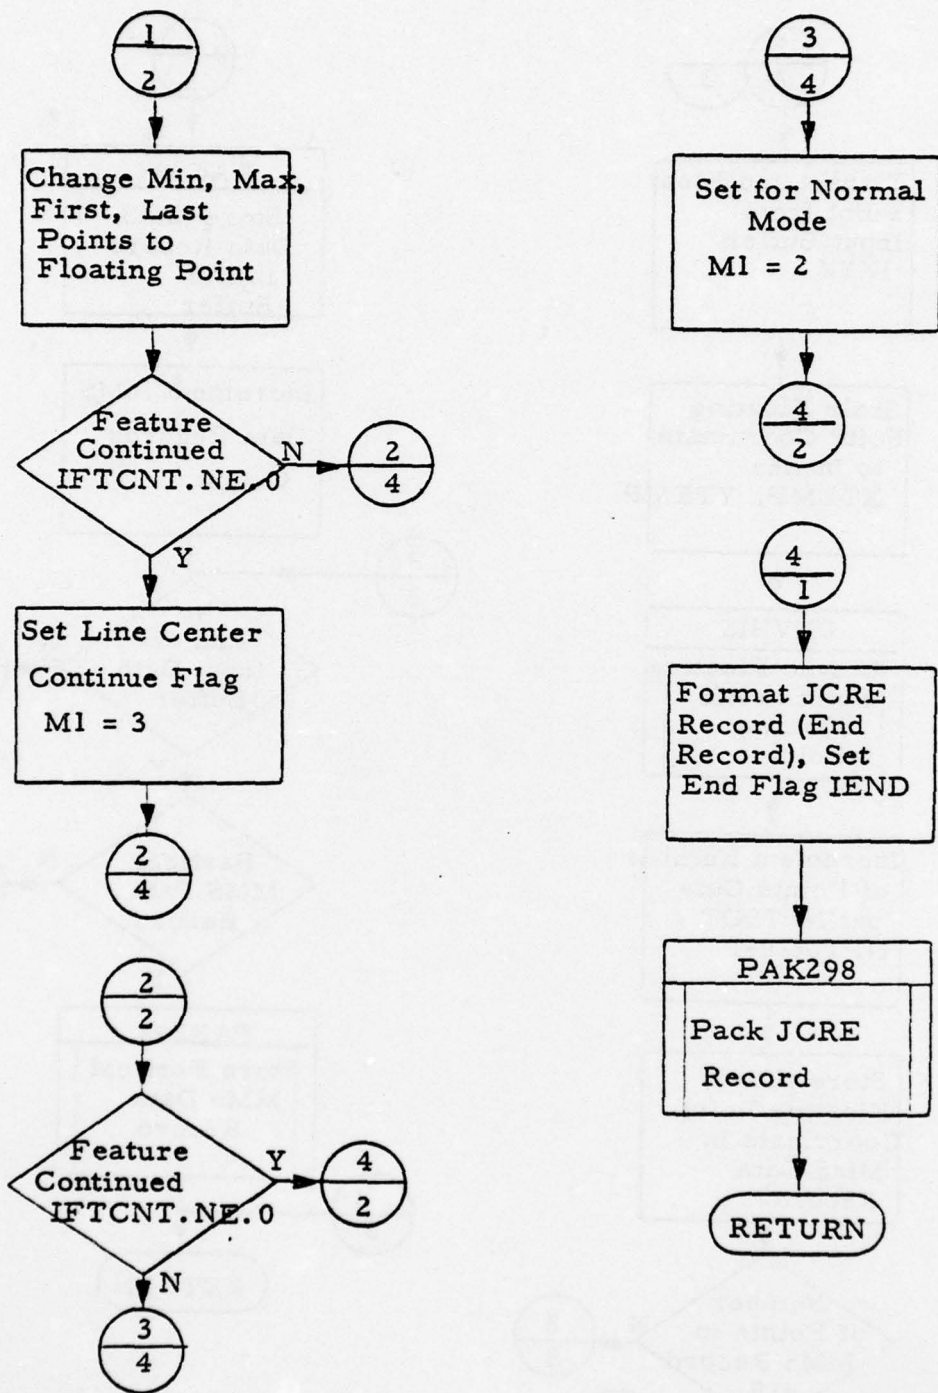 1
2
Change Min, Max,
First, Last
Points to
Floating Point
Feature
Continued
IFTCNT.NE.0
N
2
4
Y
Set Line Center
Continue Flag
M1 = 3
2
4
2
2
Feature
Continued
IFTCNT.NE.0
Y
4
2
N
3
4
3
4
Set for Normal
Mode
M1 = 2
4
2
4
1
Format JCRE
Record (End
Record), Set
End Flag IEND
PAK298
Pack JCRE
Record
RETURN